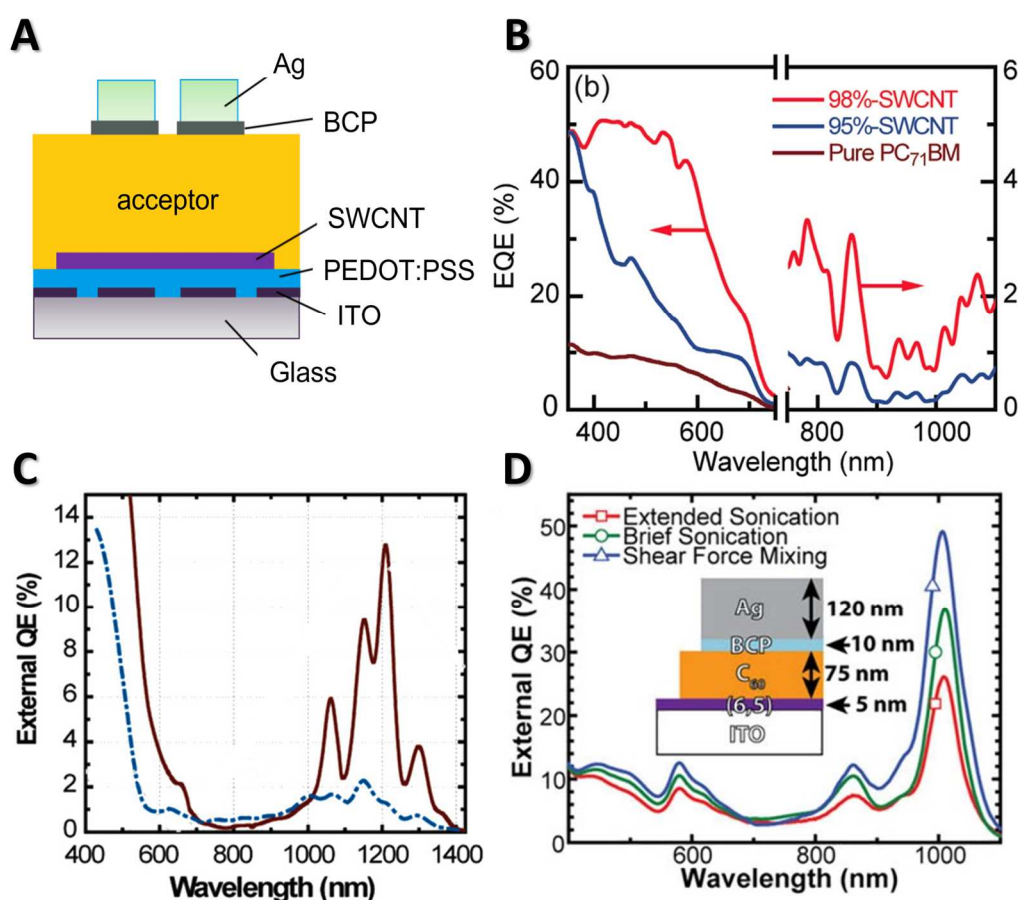 A
Ag
BCP
acceptor
SWCNT
PEDOT:PSS
ITO
Glass
B
(b)
98%-SWCNT
95%-SWCNT
Pure PC71BM
EQE (%)
60
40
20
0
6
4
2
0
400 600 800 1000
Wavelength (nm)
C
External QE (%)
14
12
10
8
6
4
2
0
400 600 800 1000 1200 1400
Wavelength (nm)
D
Extended Sonication
Brief Sonication
Shear Force Mixing
External QE (%)
50
40
30
20
10
0
Ag
120 nm
BCP
10 nm
C60
75 nm
(6,5)
5 nm
ITO
600 800 1000
Wavelength (nm)